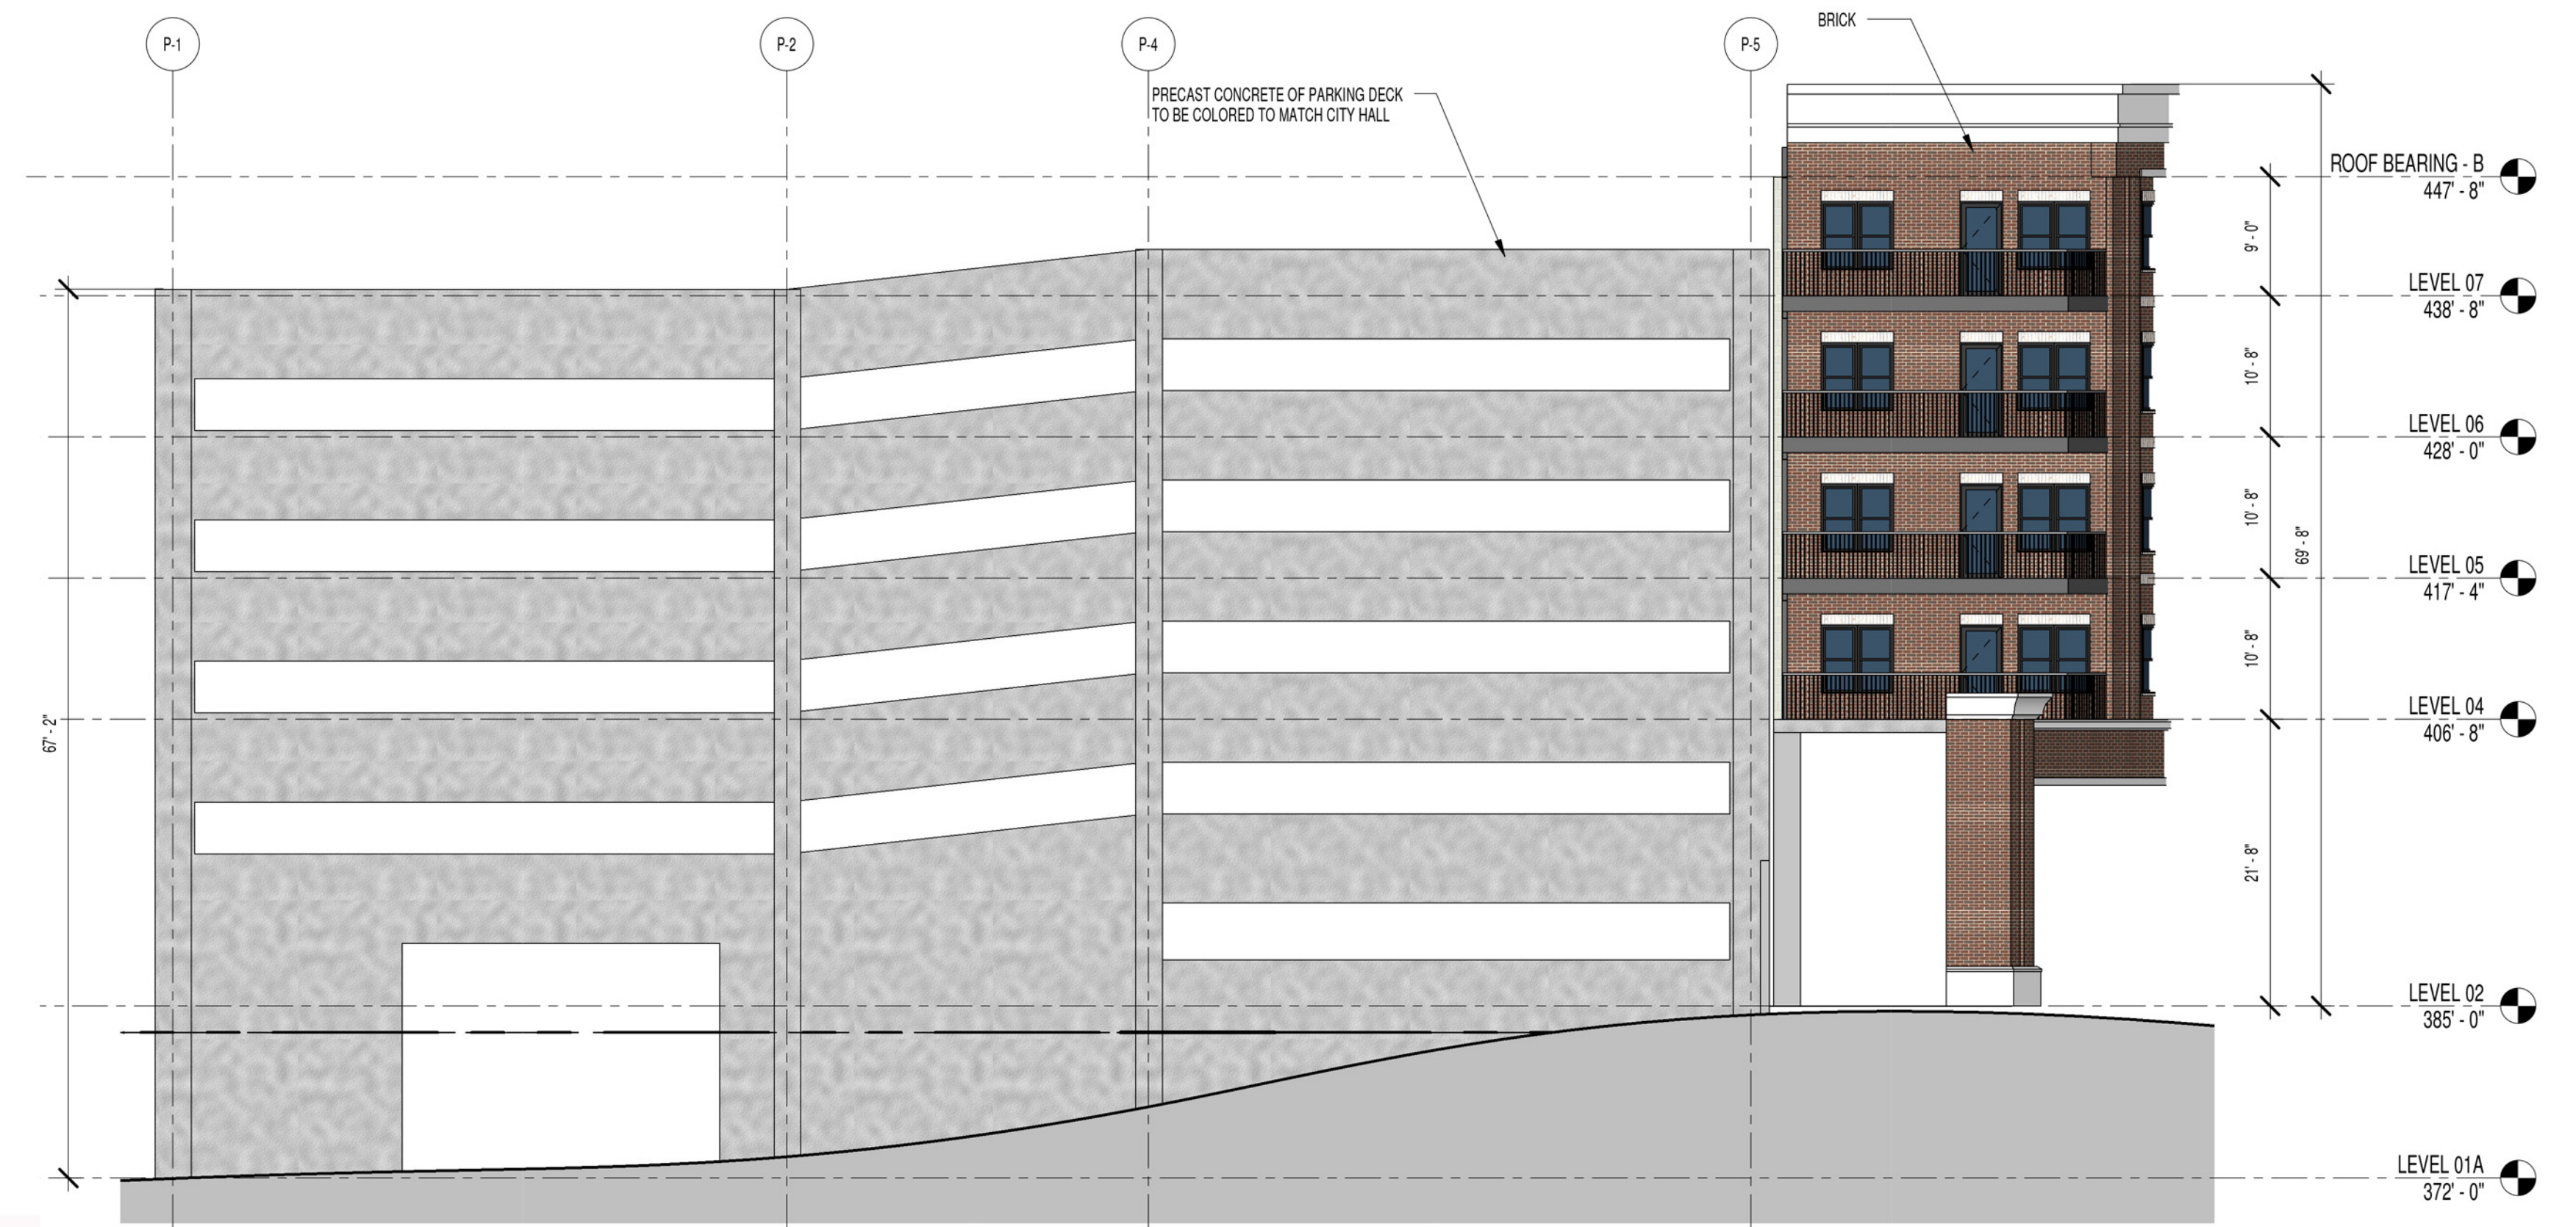 P-1
P-2
P-4
P-5
BRICK
PRECAST CONCRETE OF PARKING DECK
TO BE COLORED TO MATCH CITY HALL
ROOF BEARING - B
447' - 8"
9' - 0"
LEVEL 07
438' - 8"
10' - 8"
LEVEL 06
428' - 0"
10' - 8"
69' - 8"
LEVEL 05
417' - 4"
10' - 8"
LEVEL 04
406' - 8"
67' - 2"
21' - 8"
LEVEL 02
385' - 0"
LEVEL 01A
372' - 0"